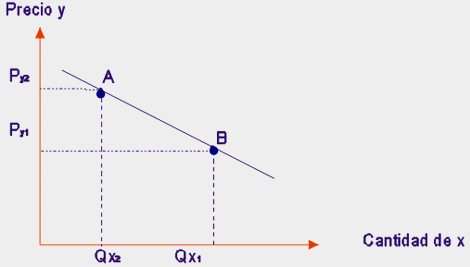 Precio y
Py2
A
Py1
B
Qx2
Qx1
Cantidad de x